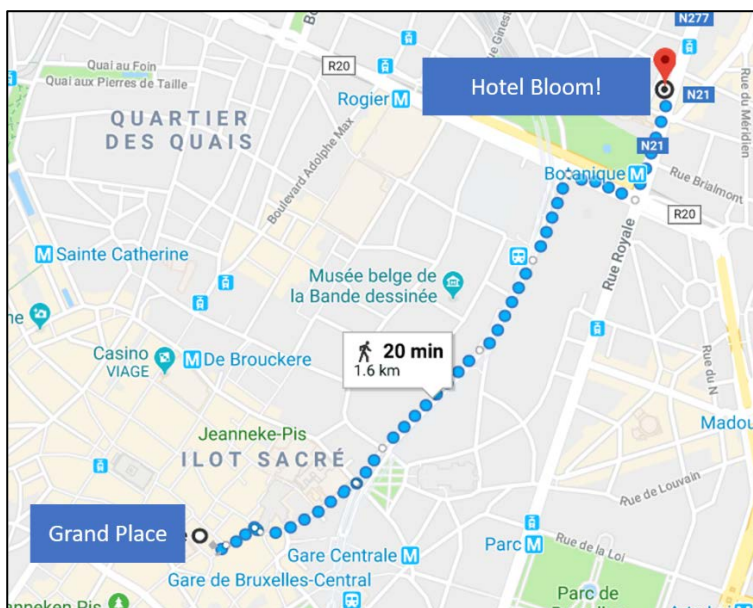 N277
Quai au Foin
Quai aux Pierres de Taille
R20
Rogier M
Hotel Bloom!
N21
Rue du Méridien
QUARTIER
DES QUAIS
Boulevard Adolphe Max
N21
Botanique M
Rue Brialmont
R20
M Sainte Catherine
Rue Royale
Musée belge de
la Bande dessinée
20 min
1.6 km
Casino
VIAGE
M De Brouckere
Rue du N
Madou
Jeanneke-Pis
ILOT SACRÉ
Rue de Louvain
Grand Place
Gare Centrale M
Parc M
Rue de la Loi
Gare de Bruxelles-Central
Parc de
anneken Pis